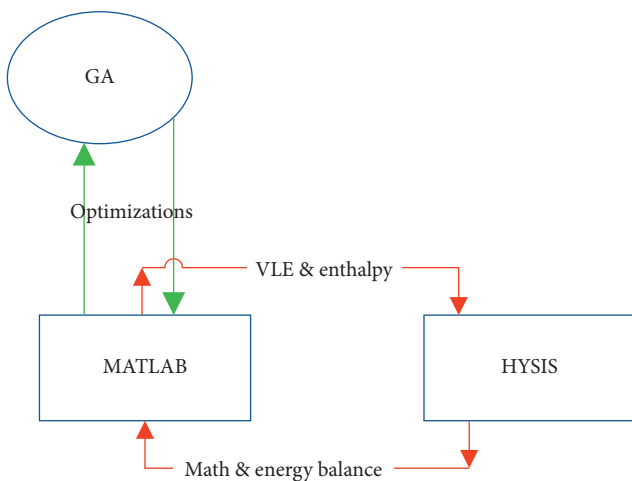 GA
Optimizations
VLE & enthalpy
MATLAB
HYSIS
Math & energy balance